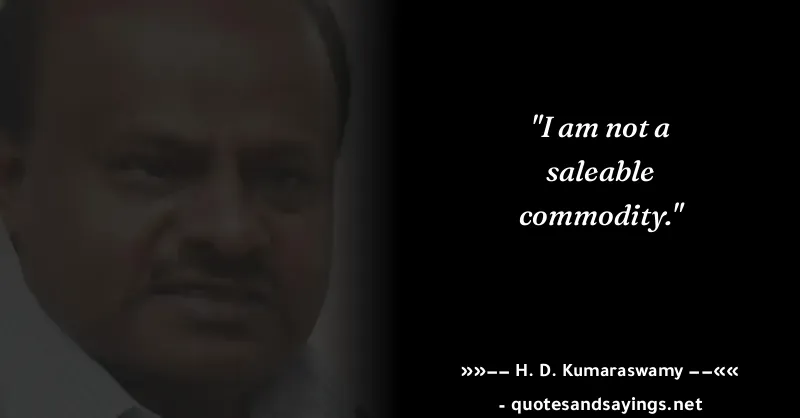 "I am not a
saleable
commodity."
»»–– H. D. Kumaraswamy ––««
- quotesandsayings.net